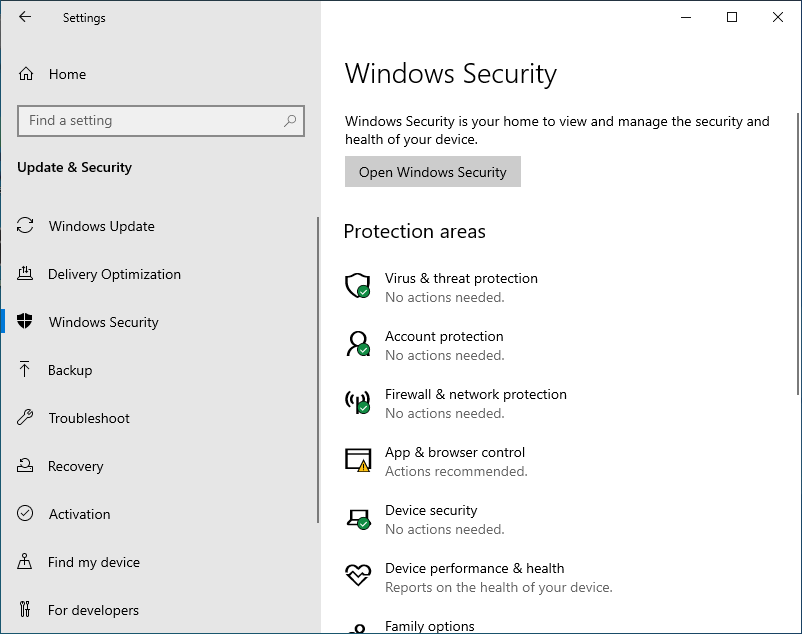 Settings
Home
Find a setting
Update & Security
Windows Update
Delivery Optimization
Windows Security
Backup
Troubleshoot
Recovery
Activation
Find my device
For developers
Windows Security
Windows Security is your home to view and manage the security and
health of your device.
Open Windows Security
Protection areas
Virus & threat protection
No actions needed.
Account protection
No actions needed.
Firewall & network protection
No actions needed.
App & browser control
Actions recommended.
Device security
No actions needed.
Device performance & health
Reports on the health of your device.
Family options